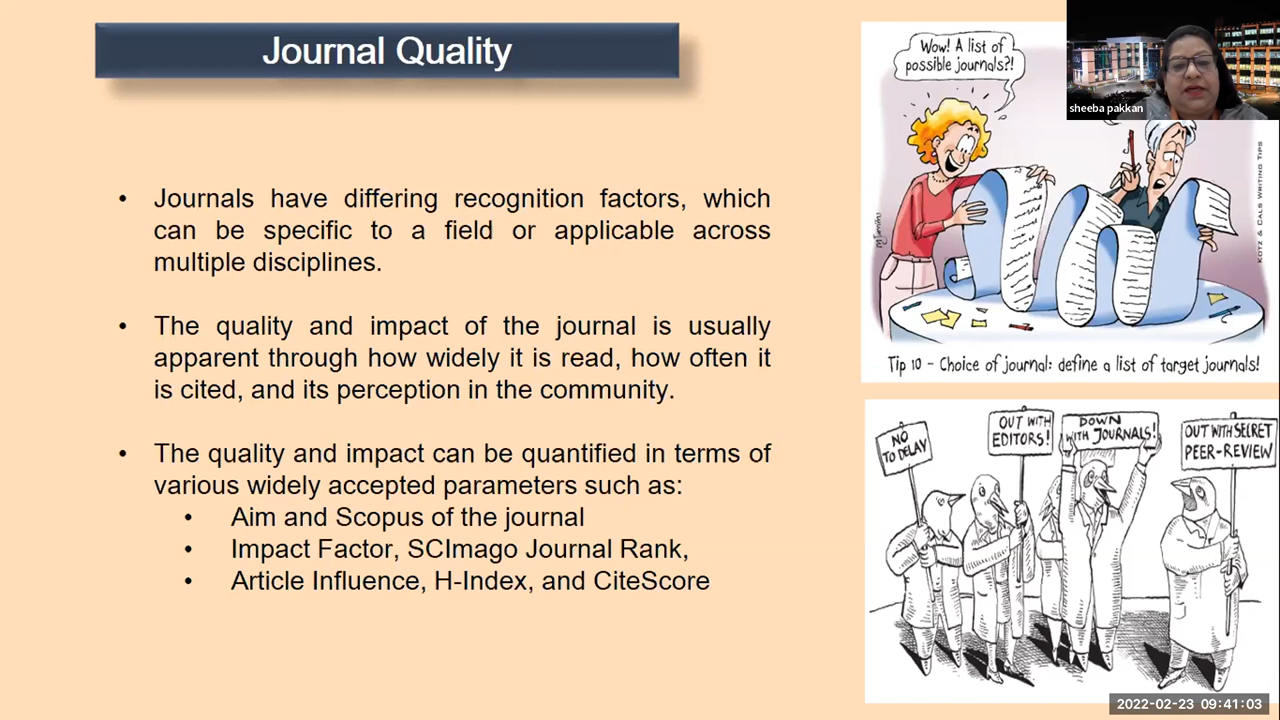 Journal Quality
• Journals have differing recognition factors, which
can be specific to a field or applicable across
multiple disciplines.
• The quality and impact of the journal is usually
apparent through how widely it is read, how often it
is cited, and its perception in the community.
• The quality and impact can be quantified in terms of
various widely accepted parameters such as:
• Aim and Scopus of the journal
• Impact Factor, SCImago Journal Rank,
• Article Influence, H-Index, and CiteScore
Wow! A list of
possible journals?!
sheeba pakkan
KOTZ & CALS WRITING TIPS
Tip 10 - Choice of journal: define a list of target journals!
NO
TO DELAY
OUT WITH
EDITORS!
DOWN
WITH JOURNALS!
OUT WITH SECRET
PEER-REVIEW
2022-02-23 09:41:03